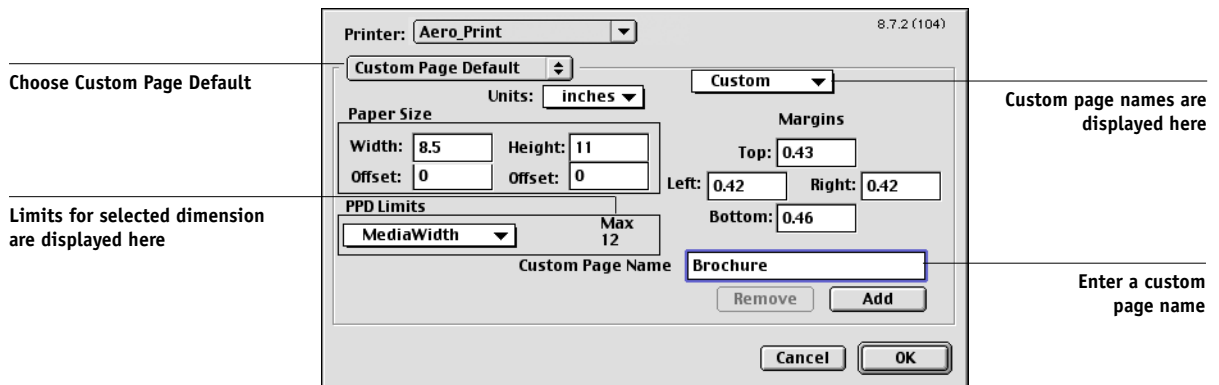 8.7.2 (104)
Printer: Aero_Print
Choose Custom Page Default
Custom Page Default
Custom
Custom page names are
displayed here
Units: inches
Paper Size
Margins
Width: 8.5 Height: 11
Top: 0.43
Offset: 0 Offset: 0
Left: 0.42 Right: 0.42
Limits for selected dimension
are displayed here
PPD Limits
Bottom: 0.46
MediaWidth
Max
12
Custom Page Name Brochure
Enter a custom
page name
Remove Add
Cancel OK